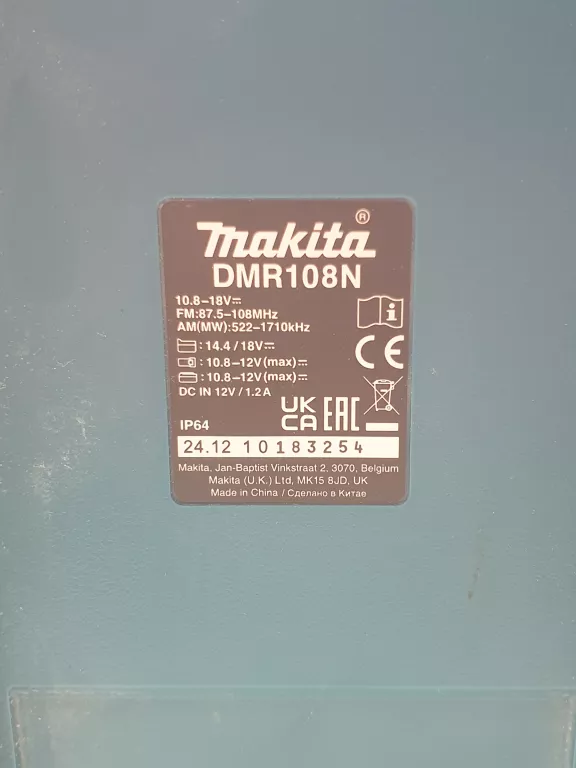 makita®
DMR108N
10.8–18V⎓
FM:87.5–108MHz
AM(MW):522–1710kHz
: 14.4 / 18V⎓
: 10.8–12V(max)⎓
: 10.8–12V(max)⎓
DC IN 12V / 1.2A
CE
IP64
UK
CA
EAC
24.12 10183254
Makita, Jan-Baptist Vinkstraat 2, 3070, Belgium
Makita (U.K.) Ltd, MK15 8JD, UK
Made in China / Сделано в Китае